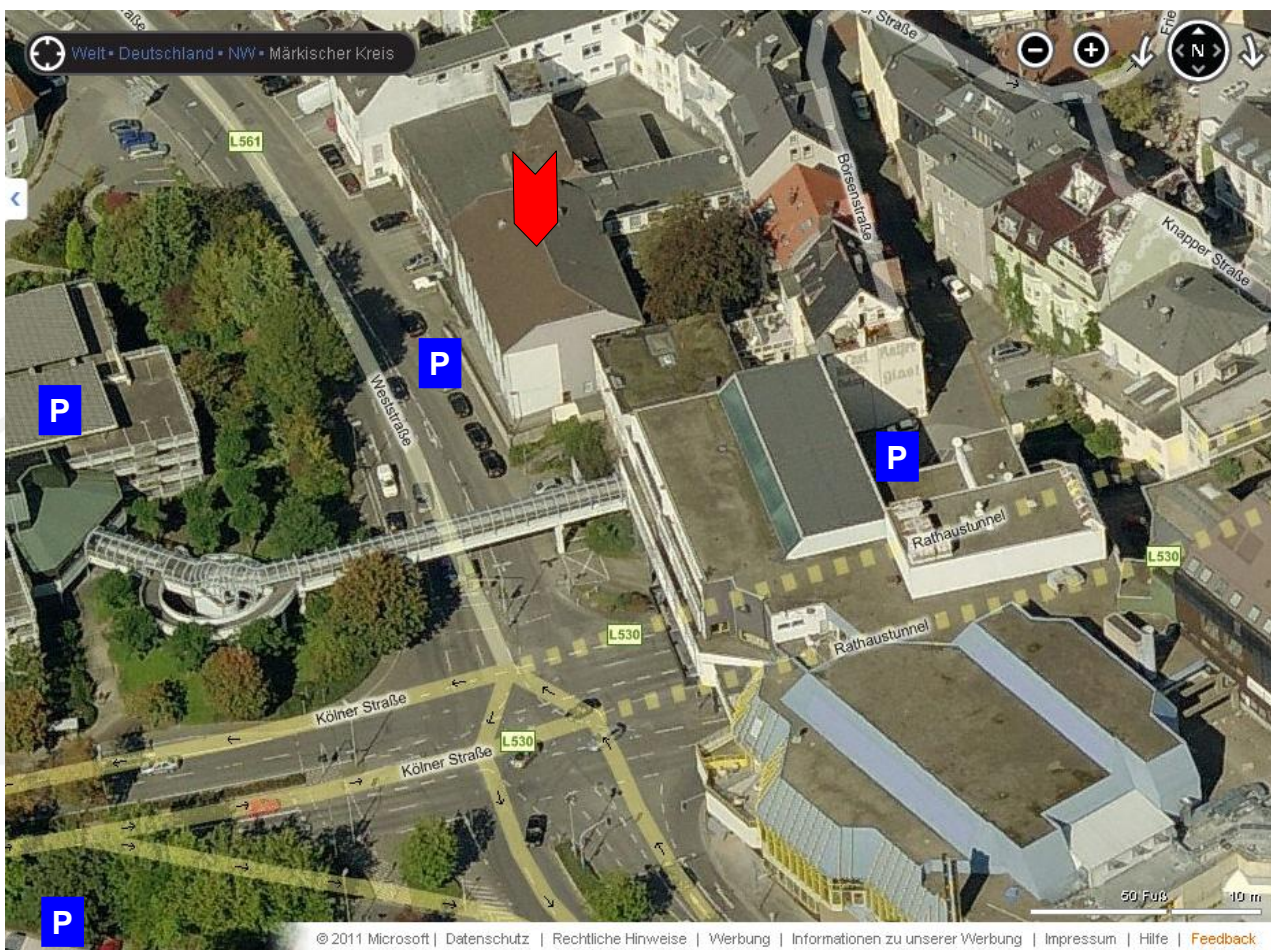 Welt • Deutschland • NW • Märkischer Kreis
N
L561
Börsenstraße
Knapper Straße
P
Weststraße
P
P
Rathaustunnel
L530
L530
Rathaustunnel
Kölner Straße
L530
Kölner Straße
50 Fuß
10 m
P
© 2011 Microsoft | Datenschutz | Rechtliche Hinweise | Werbung | Informationen zu unserer Werbung | Impressum | Hilfe | Feedback